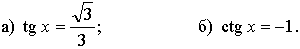 а) tg x = √3/3; б) ctg x = −1.